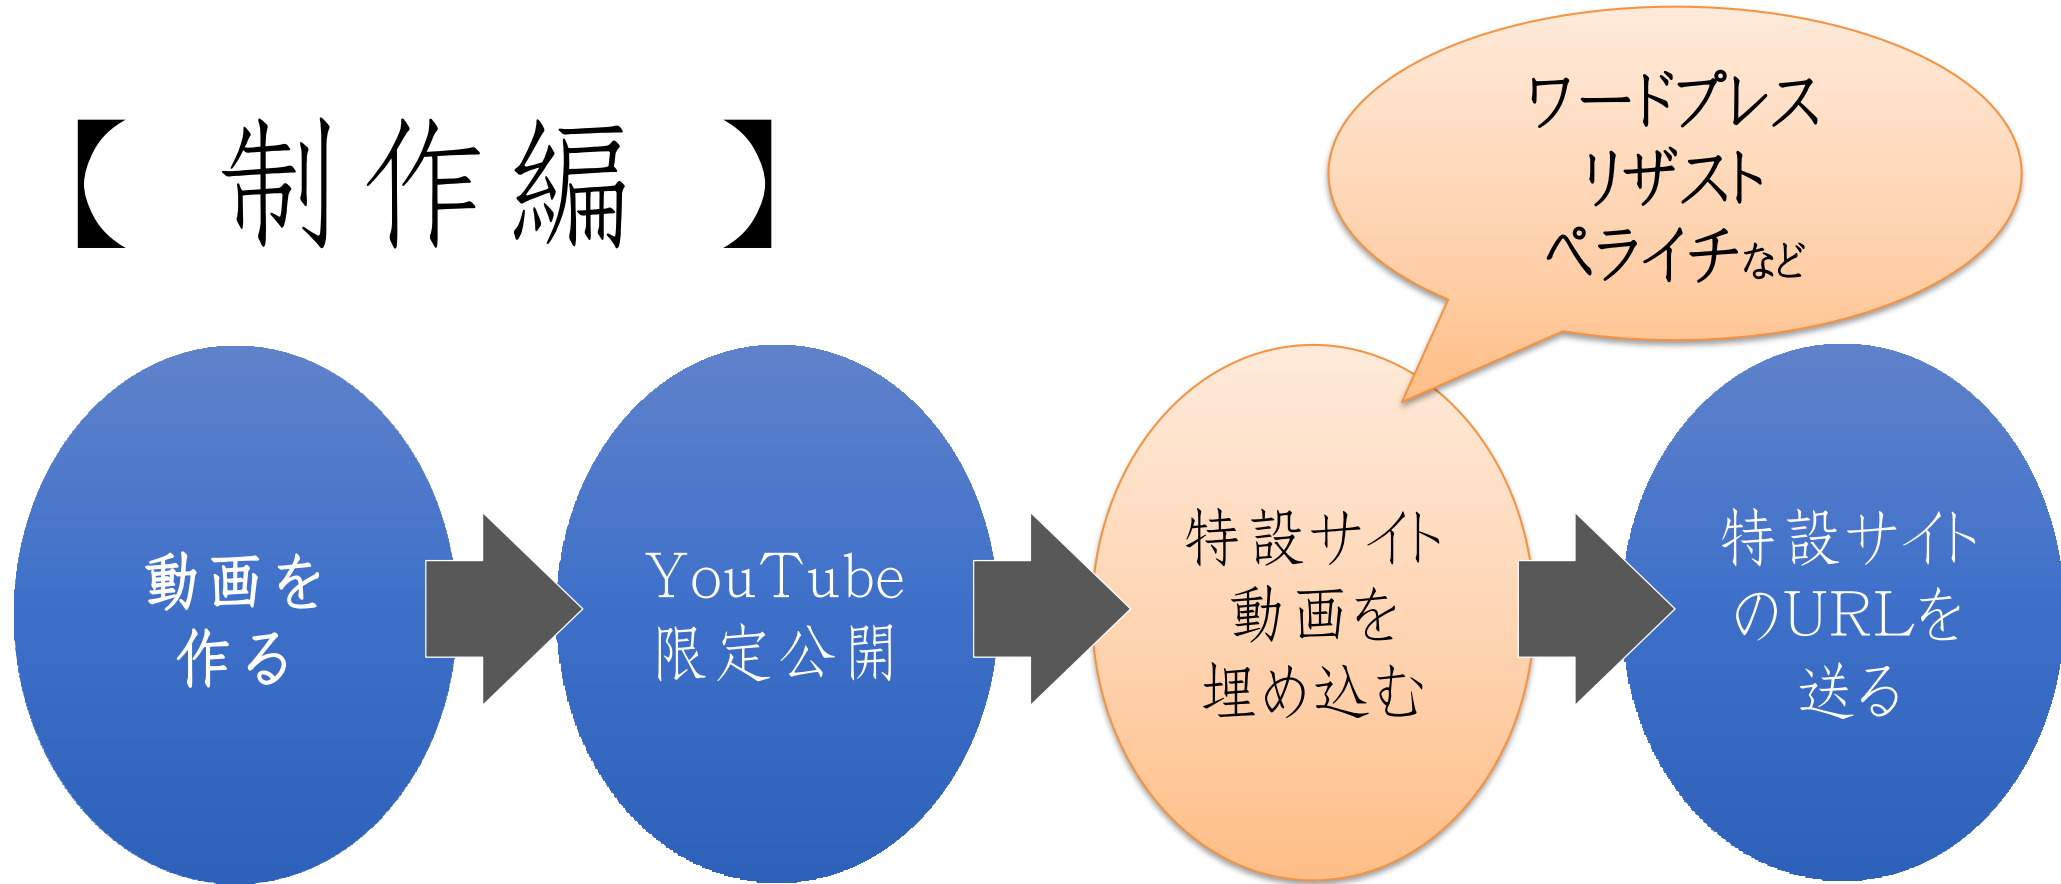 【 制作編 】
ワードプレス
リザスト
ペライチなど
動画を
作る
YouTube
限定公開
特設サイト
動画を
埋め込む
特設サイト
のURLを
送る